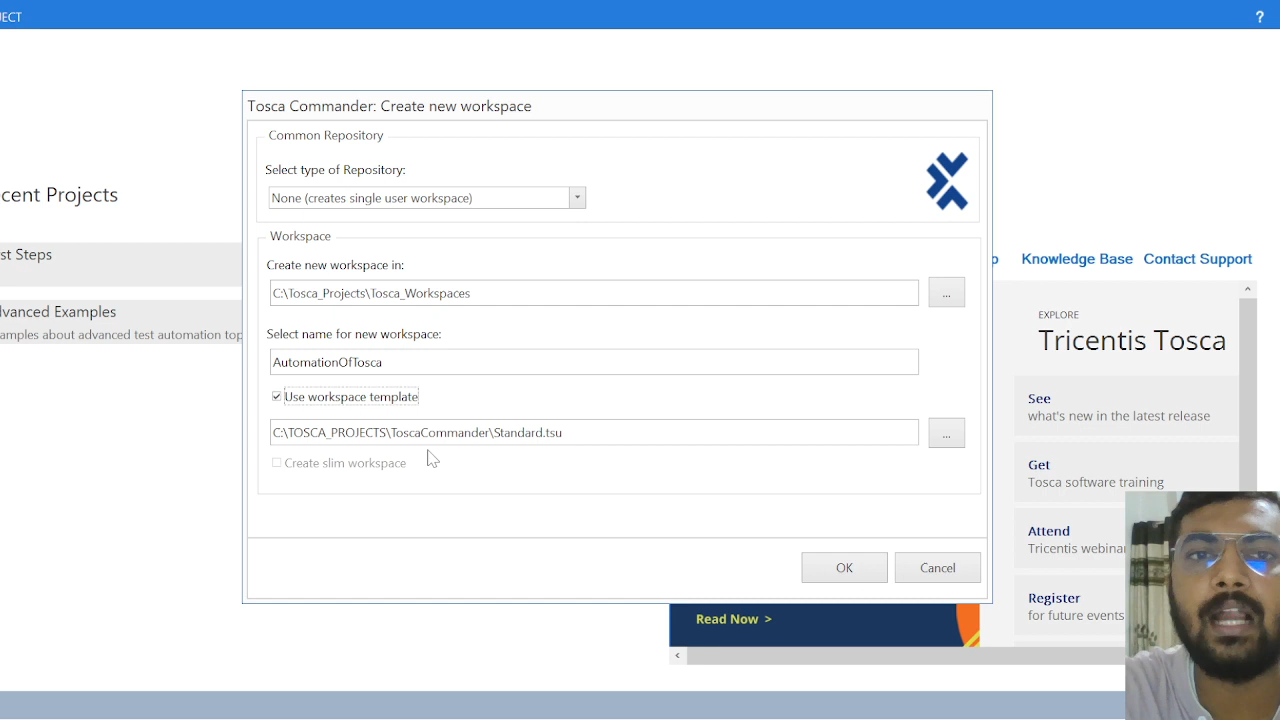 JECT
?
Tosca Commander: Create new workspace
Common Repository
Select type of Repository:
None (creates single user workspace)
cent Projects
Workspace
st Steps
Create new workspace in:
p Knowledge Base Contact Support
C:\Tosca_Projects\Tosca_Workspaces
...
EXPLORE
Tricentis Tosca
vanced Examples
amples about advanced test automation top
Select name for new workspace:
AutomationOfTosca
Use workspace template
See
what's new in the latest release
C:\TOSCA_PROJECTS\ToscaCommander\Standard.tsu
...
Create slim workspace
Get
Tosca software training
Attend
Tricentis webina
OK
Cancel
Register
for future events
Read Now >